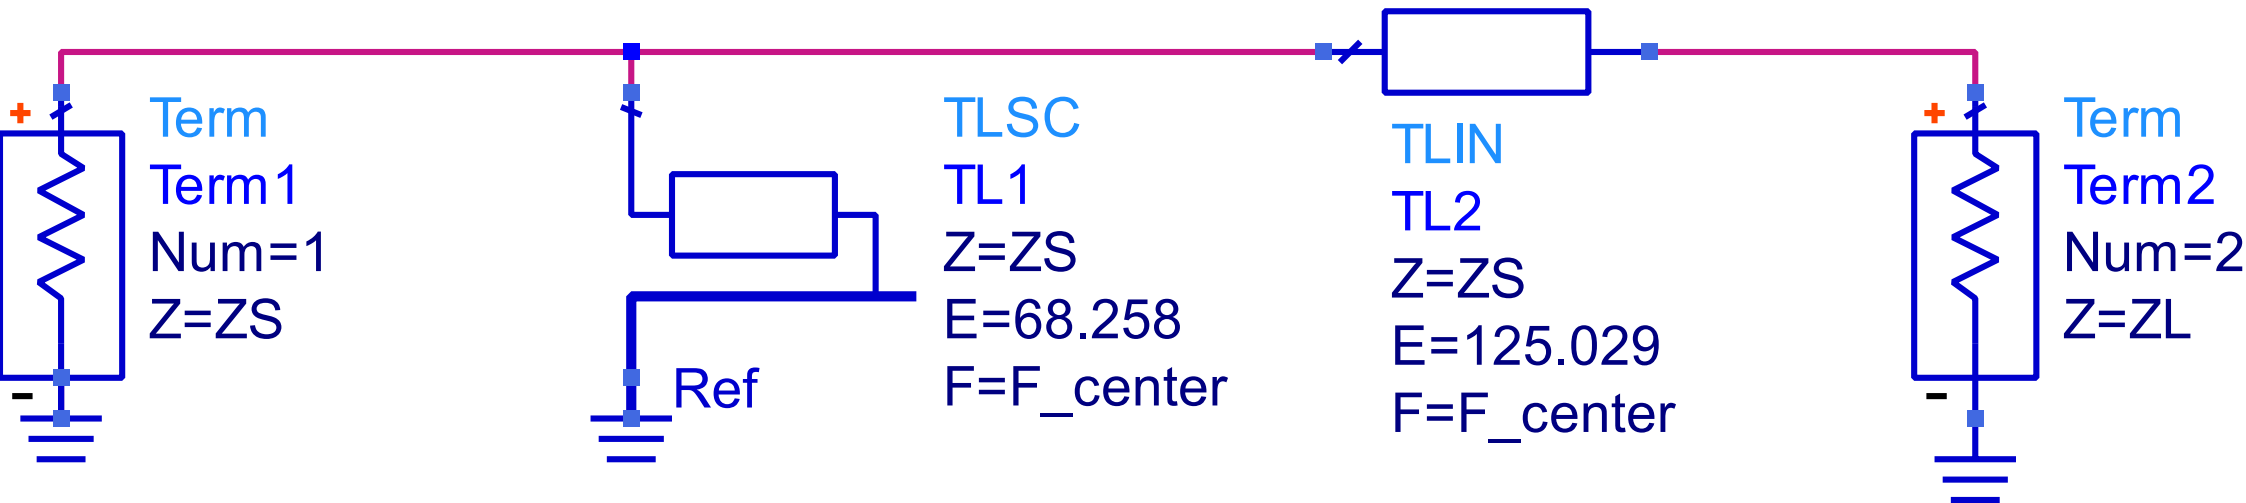 Term
Term1
Num=1
Z=ZS
Ref
TLSC
TL1
Z=ZS
E=68.258
F=F_center
TLIN
TL2
Z=ZS
E=125.029
F=F_center
Term
Term2
Num=2
Z=ZL